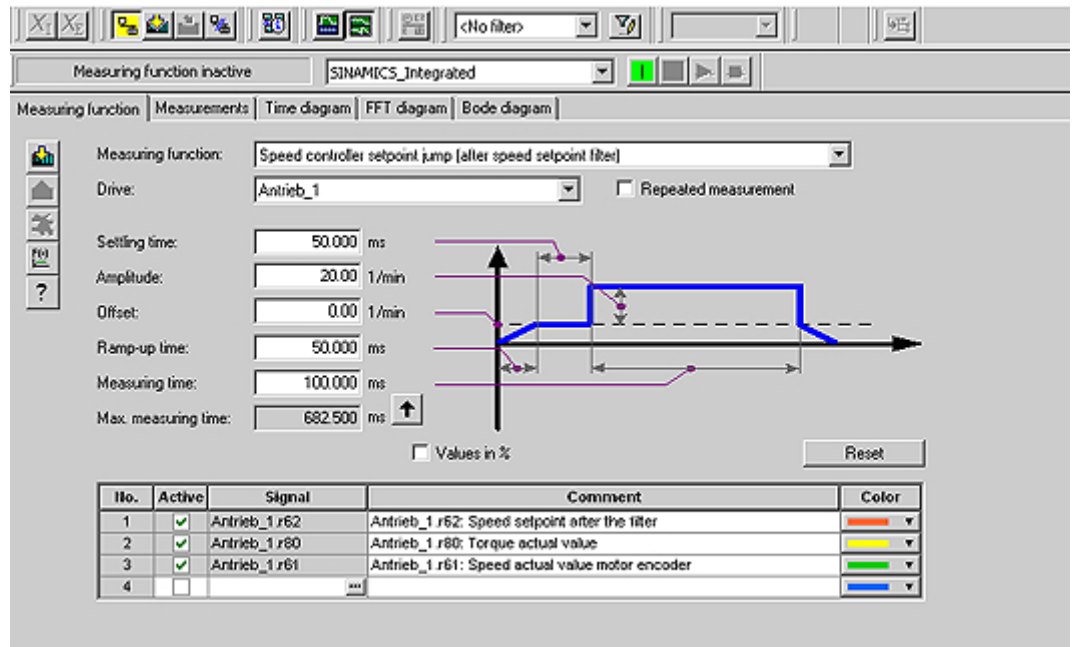 X1 XΣ <No filter>
Measuring function inactive SINAMICS_Integrated
Measuring function Measurements Time diagram FFT diagram Bode diagram
Measuring function: Speed controller setpoint jump (after speed setpoint filter)
Drive: Antrieb_1 Repeated measurement
Settling time: 50.000 ms
Amplitude: 20.00 1/min
?
Offset: 0.00 1/min
Ramp-up time: 50.000 ms
Measuring time: 100.000 ms
Max. measuring time: 682.500 ms
Values in % Reset
No. Active Signal Comment Color
1 Antrieb_1.r62 Antrieb_1.r62: Speed setpoint after the filter
2 Antrieb_1.r80 Antrieb_1.r80: Torque actual value
3 Antrieb_1.r61 Antrieb_1.r61: Speed actual value motor encoder
4 ...